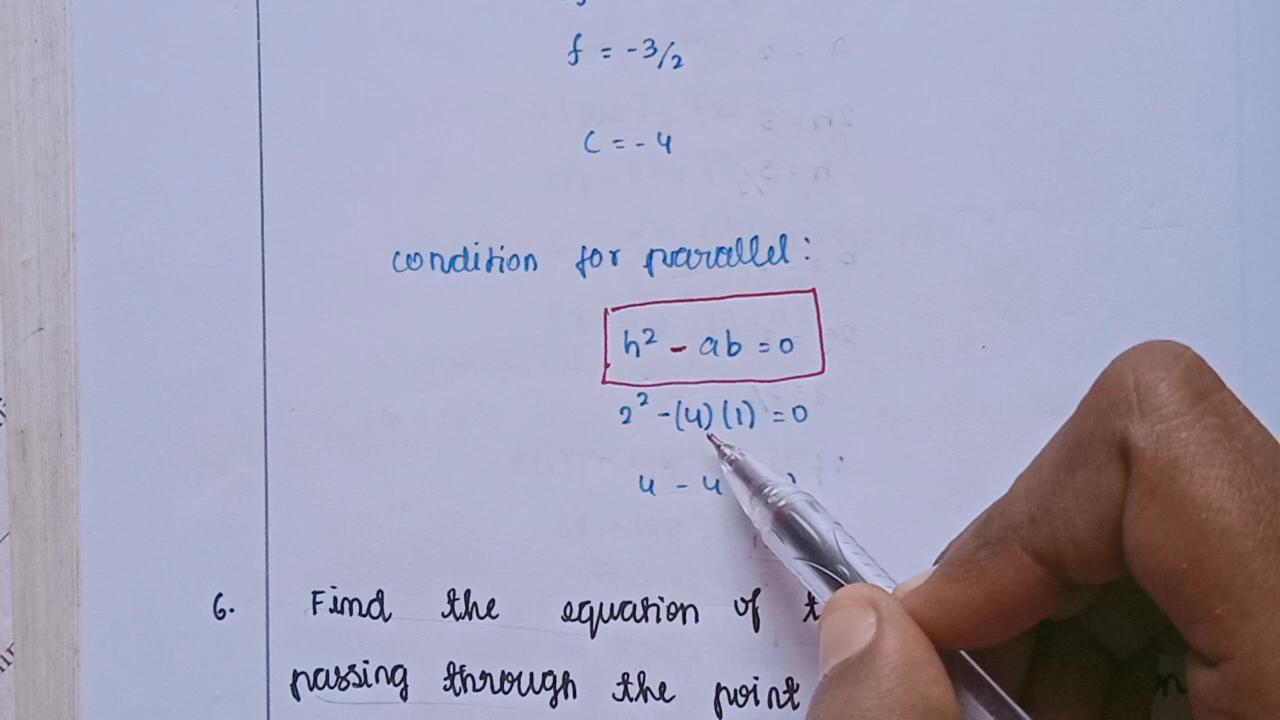 f = -3/2
C = - 4
condition for parallel :
h² - ab = 0
2² - (4) (1) = 0
4 - 4
6. Find the equation of
passing through the point